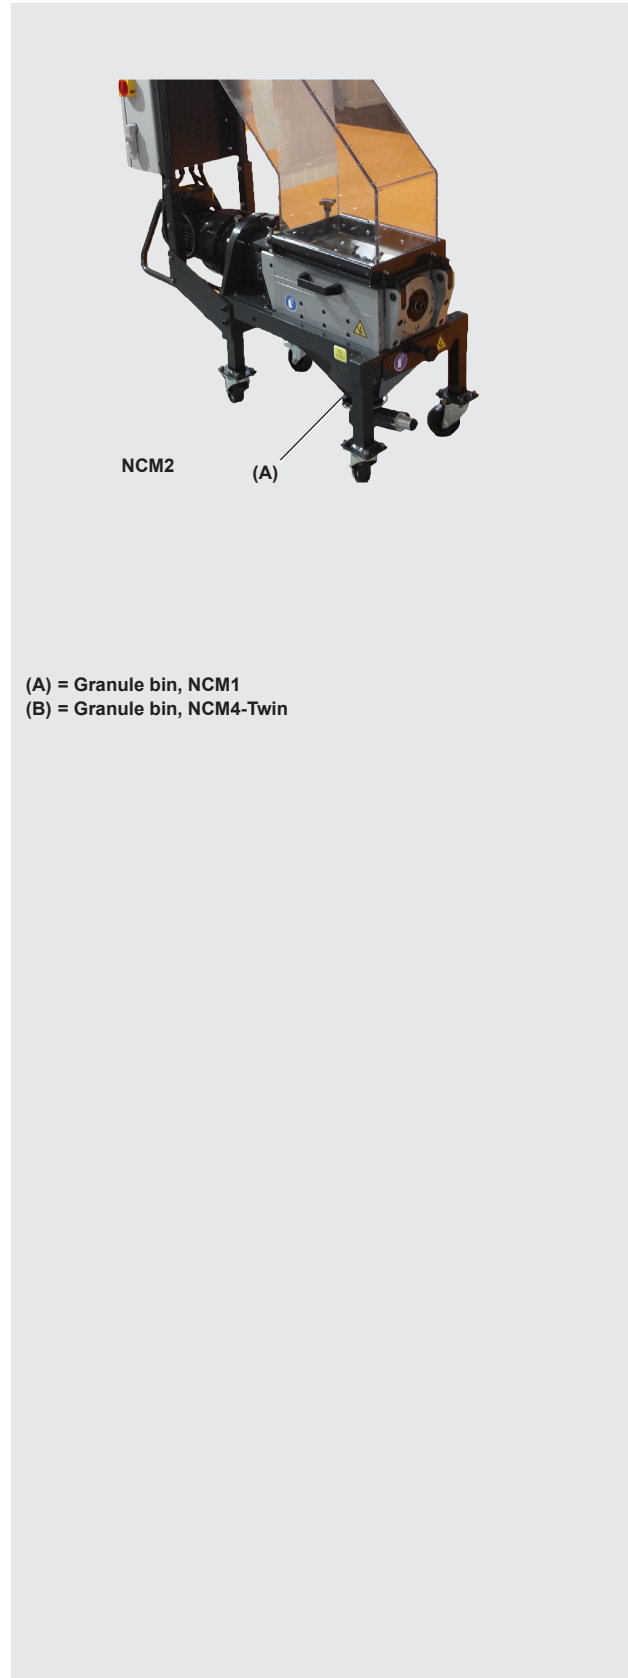 NCM2
(A)
(A) = Granule bin, NCM1
(B) = Granule bin, NCM4-Twin